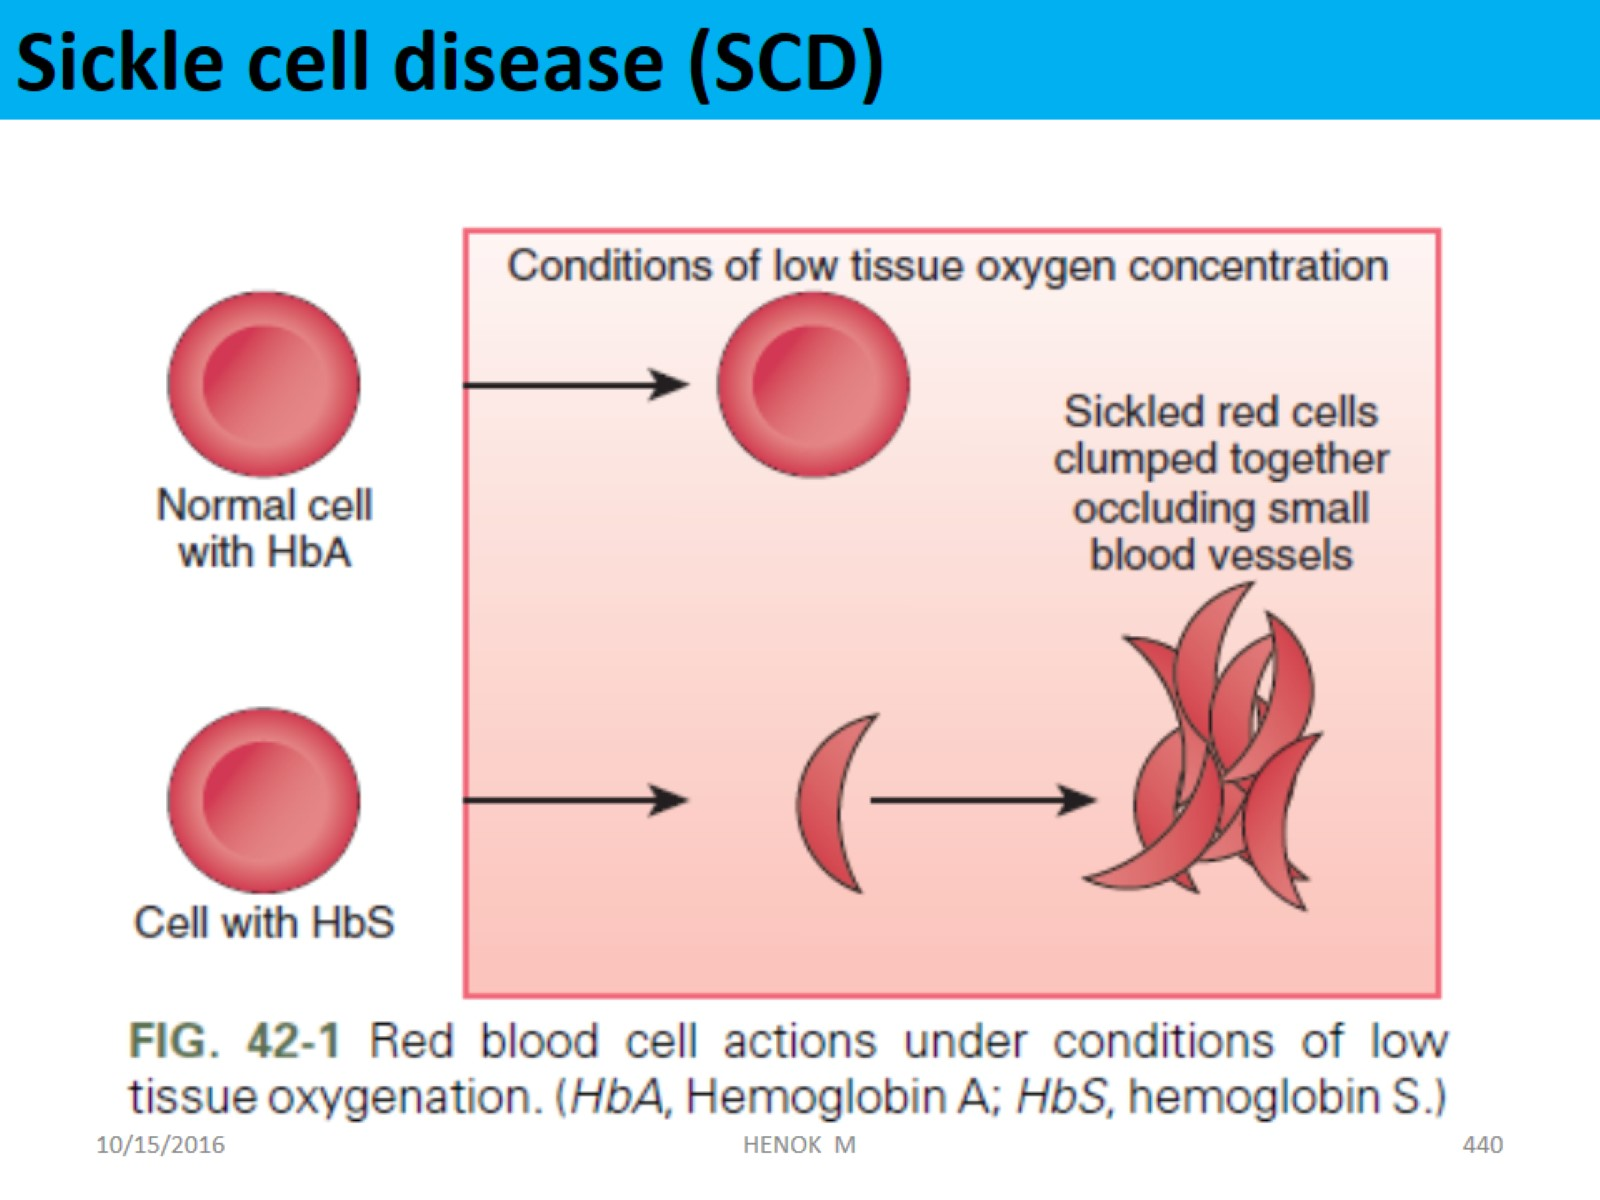 Sickle cell disease (SCD)
Conditions of low tissue oxygen concentration
Normal cell
with HbA
Sickled red cells
clumped together
occluding small
blood vessels
Cell with HbS
FIG. 42-1 Red blood cell actions under conditions of low
tissue oxygenation. (HbA, Hemoglobin A; HbS, hemoglobin S.)
10/15/2016
HENOK M
440